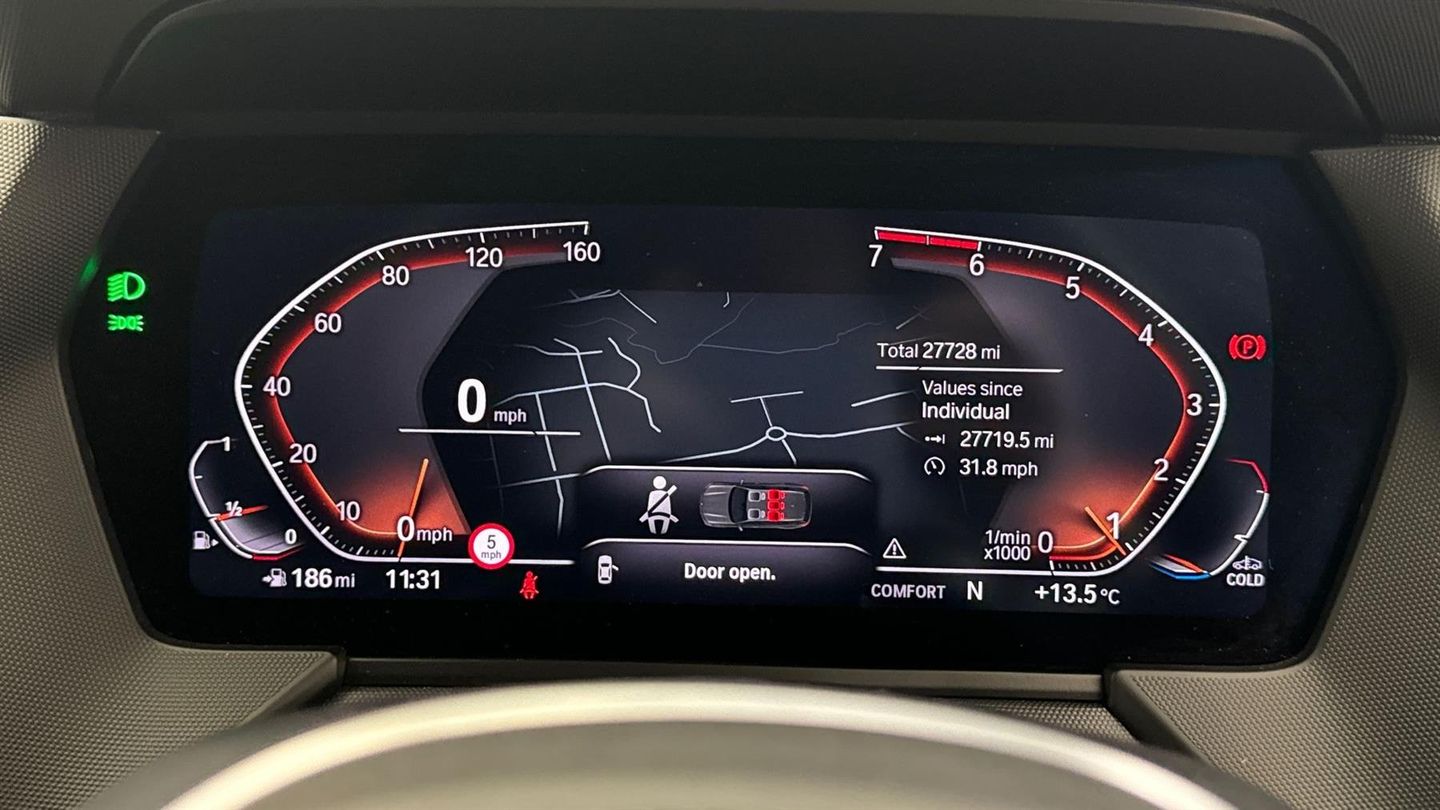 160
120
80
60
40
20
10
0 mph
0 mph
5
mph
1
1/2
0
186 mi
11:31
7
6
5
4
3
2
1
0
1/min
x1000
Total 27728 mi
Values since
Individual
27719.5 mi
31.8 mph
P
Door open.
COMFORT N +13.5°C
COLD